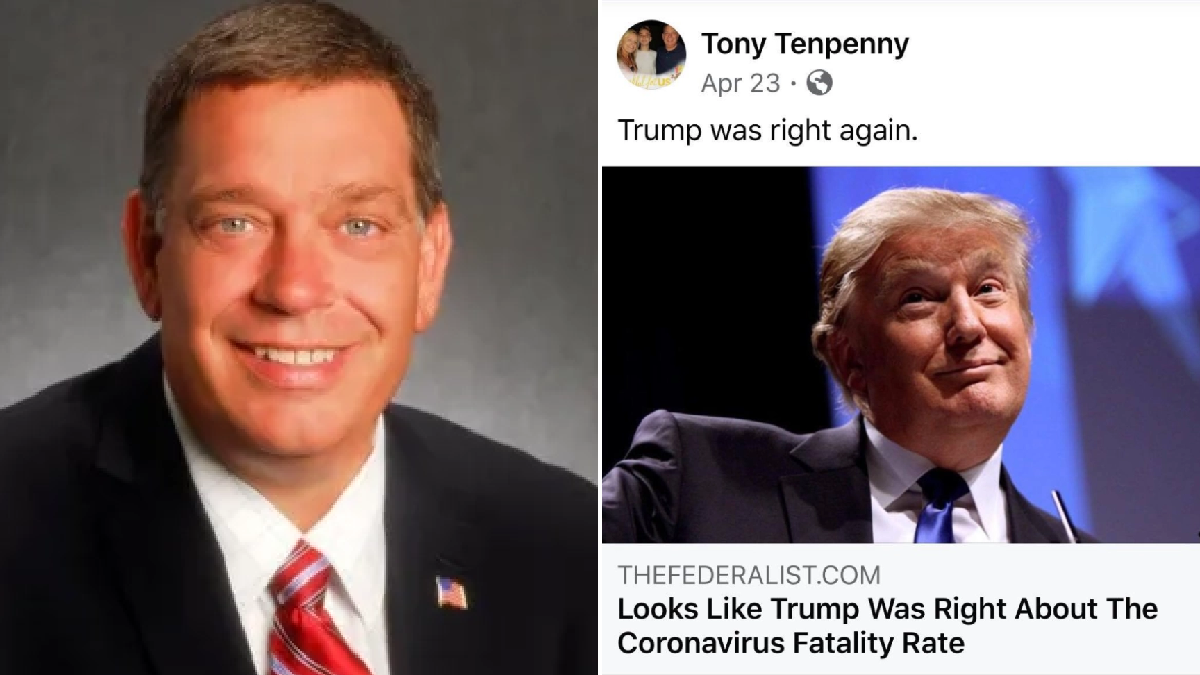 Tony Tenpenny
Apr 23 ·
Trump was right again.
THEFEDERALIST.COM
Looks Like Trump Was Right About The
Coronavirus Fatality Rate